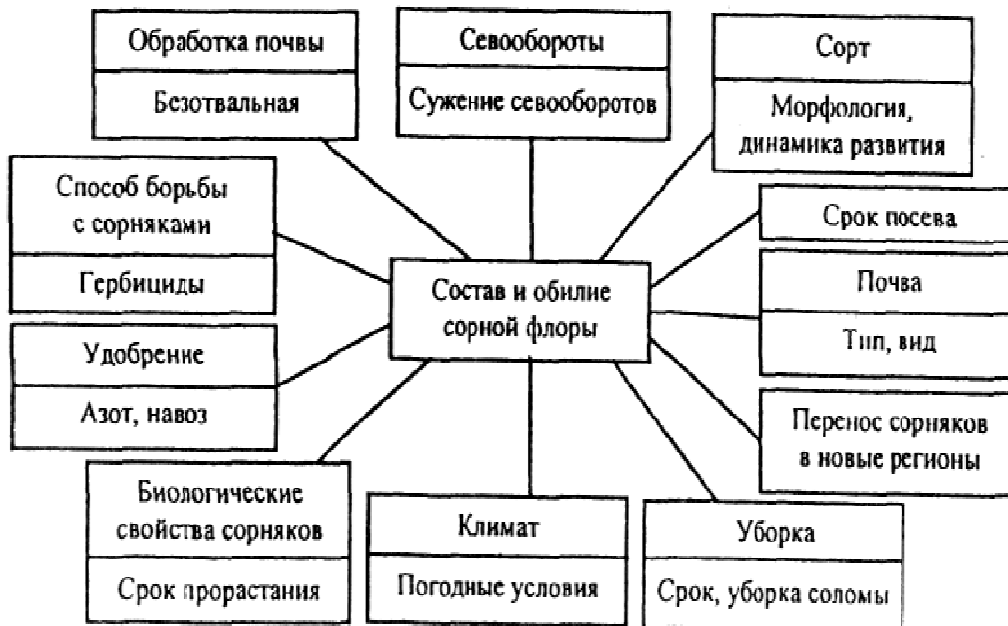 Обработка почвы
Безотвальная
Севообороты
Сужение севооборотов
Сорт
Морфология,
динамика развития
Способ борьбы
с сорняками
Гербициды
Срок посева
Состав и обилие
сорной флоры
Почва
Тип, вид
Удобрение
Азот, навоз
Перенос сорняков
в новые регионы
Биологические
свойства сорняков
Срок прорастания
Климат
Погодные условия
Уборка
Срок, уборка соломы